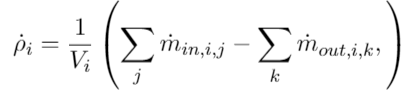 \dot{\rho}_i = \frac{1}{V_i} \left( \sum_j \dot{m}_{in,i,j} - \sum_k \dot{m}_{out,i,k}, \right)